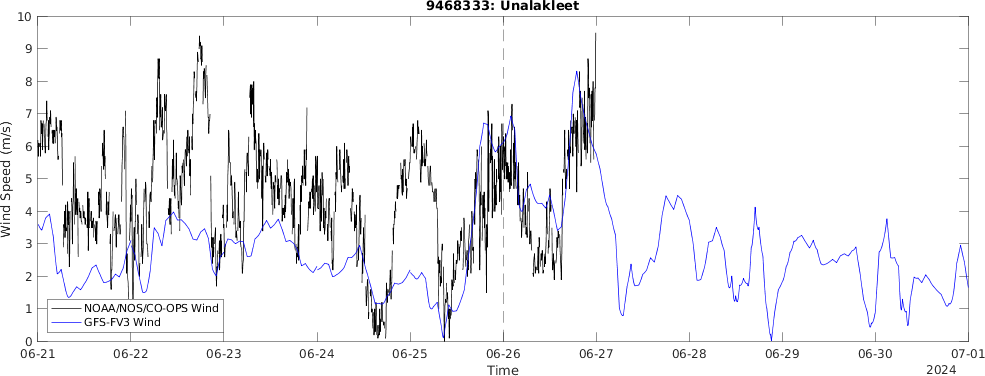 9468333: Unalakleet
Wind Speed (m/s)
10
9
8
7
6
5
4
3
2
1
0
NOAA/NOS/CO-OPS Wind
GFS-FV3 Wind
06-21 06-22 06-23 06-24 06-25 06-26 06-27 06-28 06-29 06-30 07-01
Time
2024